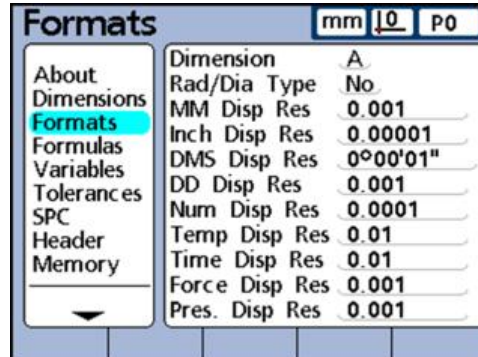 Formats
mm 0 P0
About
Dimensions
Formats
Formulas
Variables
Tolerances
SPC
Header
Memory
Dimension A
Rad/Dia Type No
MM Disp Res 0.001
Inch Disp Res 0.00001
DMS Disp Res 0°00'01"
DD Disp Res 0.001
Num Disp Res 0.0001
Temp Disp Res 0.01
Time Disp Res 0.01
Force Disp Res 0.001
Pres. Disp Res 0.001